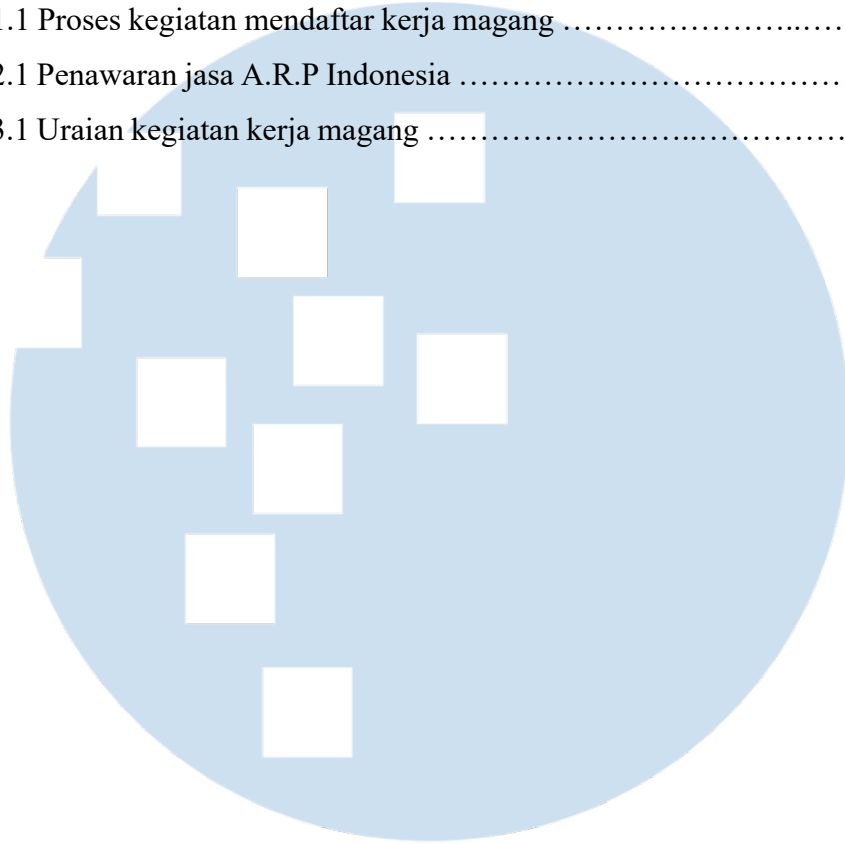 1.1 Proses kegiatan mendaftar kerja magang ………………………..….
2.1 Penawaran jasa A.R.P Indonesia ………………………………
3.1 Uraian kegiatan kerja magang ……………………..…………..